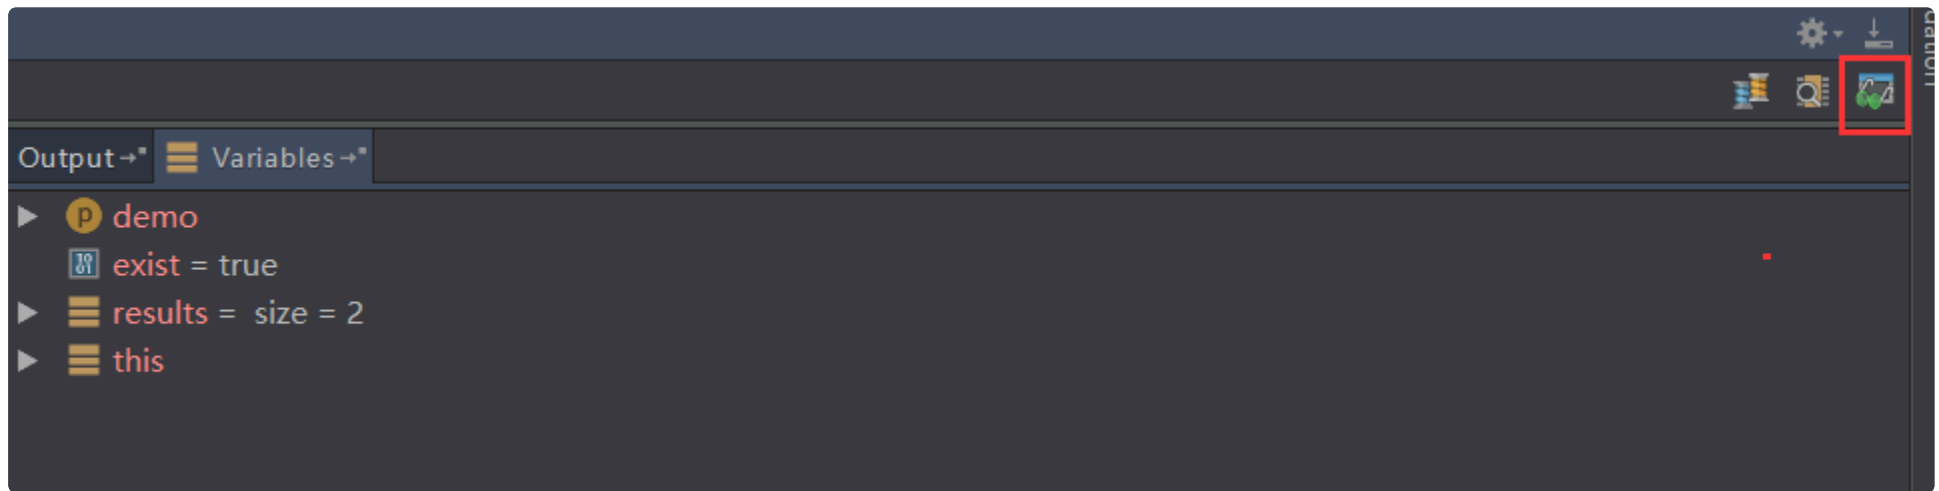 Output
Variables
demo
exist = true
results = size = 2
this